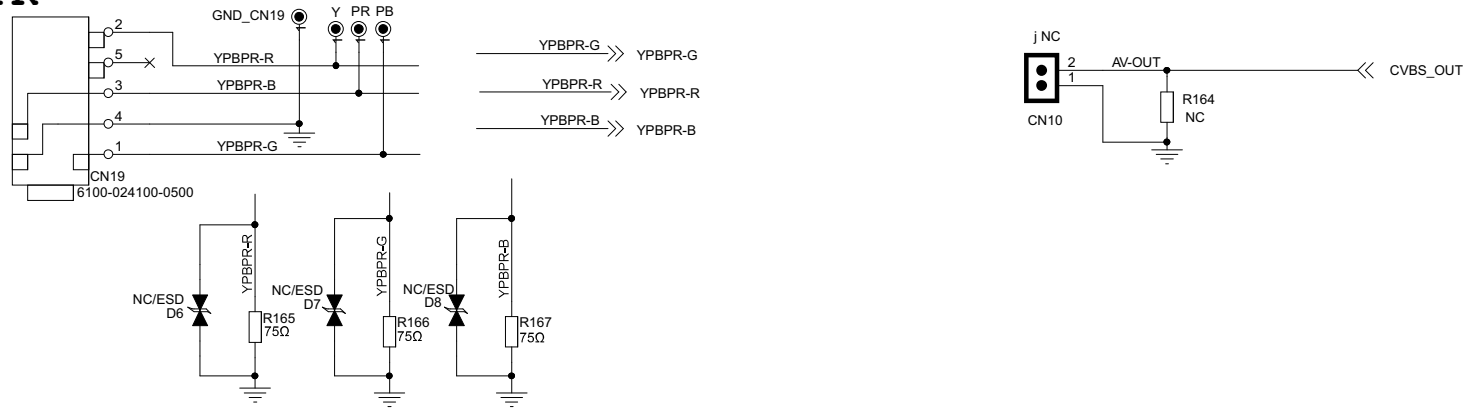 GND_CN19
Y PR PB
2
5
3
4
1
YPBPR-R
YPBPR-B
YPBPR-G
CN19
6100-024100-0500
YPBPR-G YPBPR-G
YPBPR-R YPBPR-R
YPBPR-B YPBPR-B
j NC
2 AV-OUT
1
CVBS_OUT
CN10
R164
NC
YPBPR-R
NC/ESD
D6
R165
75Ω
YPBPR-G
NC/ESD
D7
R166
75Ω
YPBPR-B
NC/ESD
D8
R167
75Ω